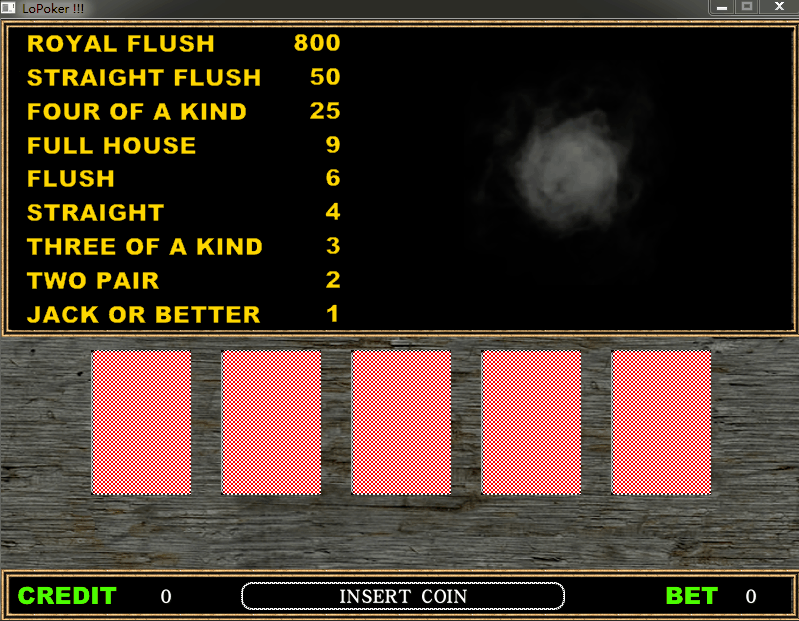 LoPoker !!!
ROYAL FLUSH 800
STRAIGHT FLUSH 50
FOUR OF A KIND 25
FULL HOUSE 9
FLUSH 6
STRAIGHT 4
THREE OF A KIND 3
TWO PAIR 2
JACK OR BETTER 1
CREDIT 0 INSERT COIN BET 0